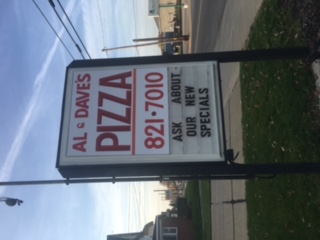 AL & DAVE'S
PIZZA
821-7010
ASK ABOUT
OUR NEW
SPECIALS